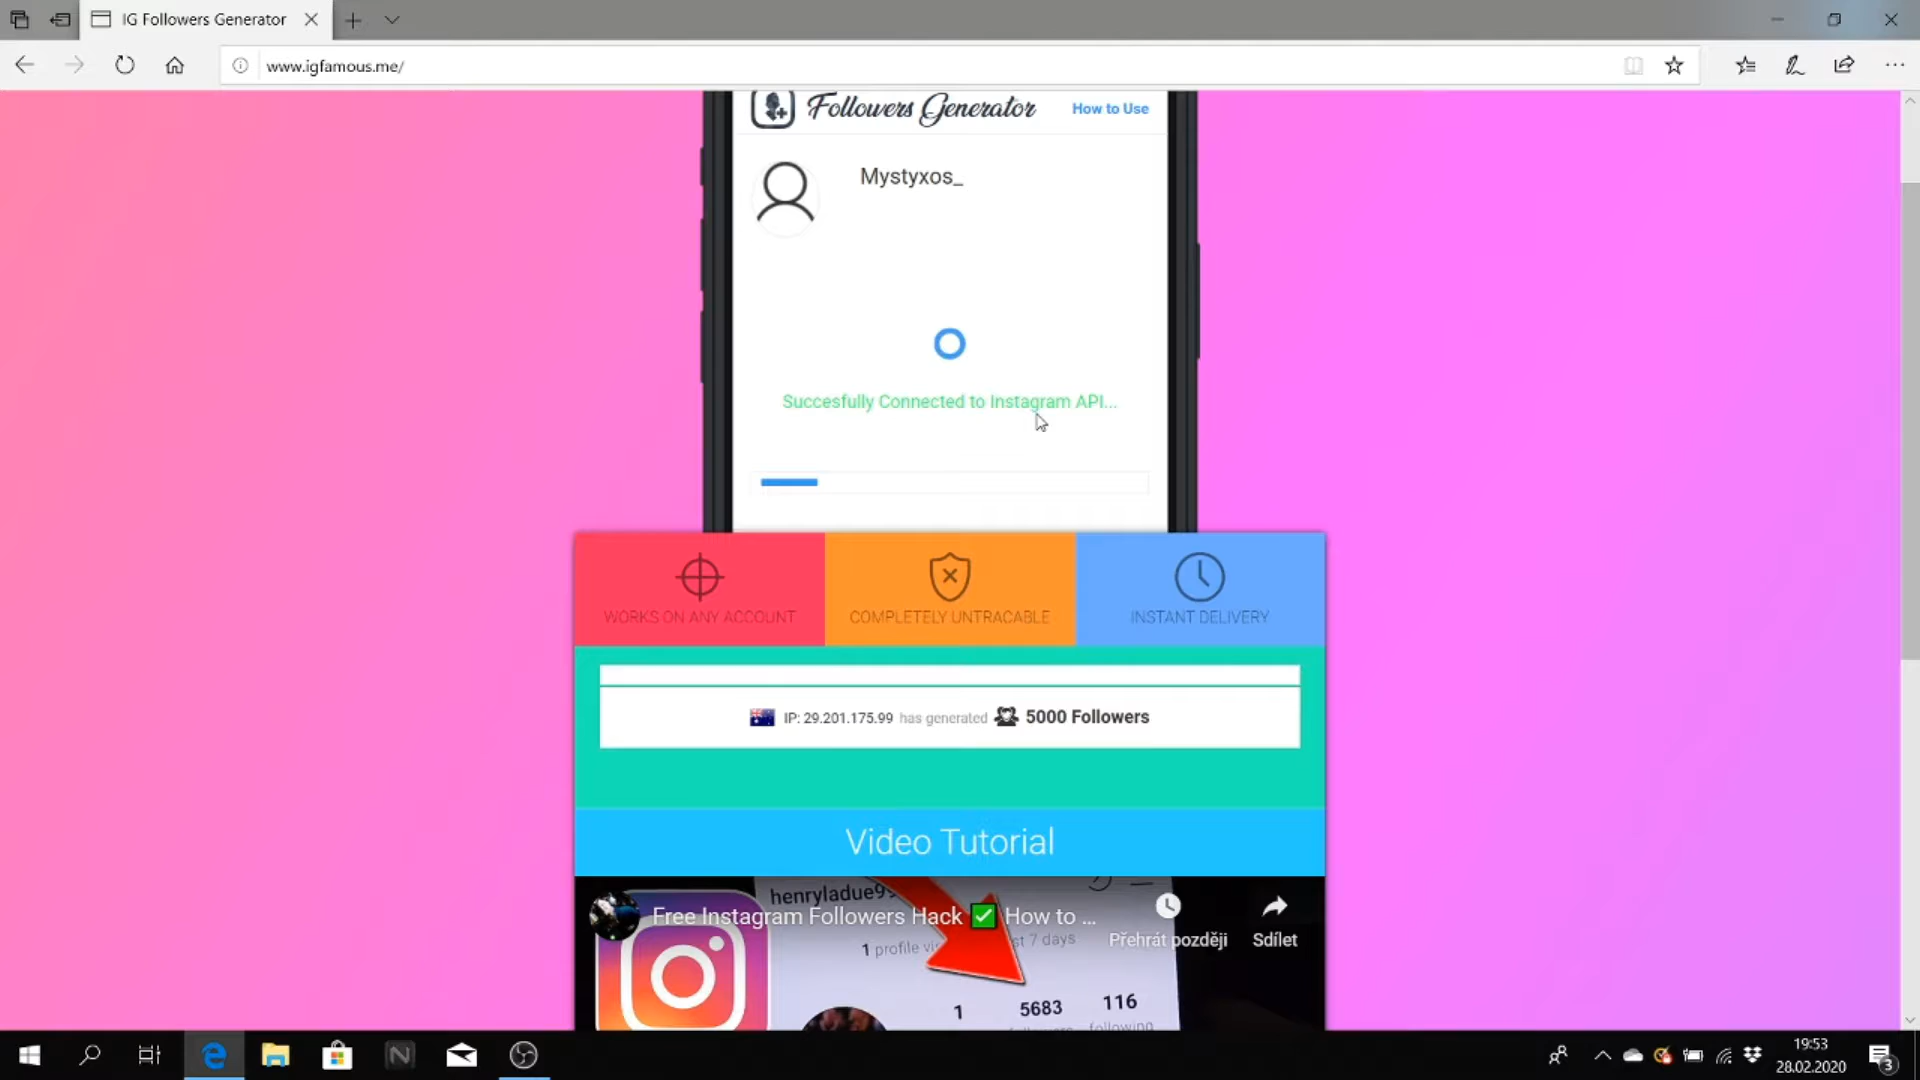 IG Followers Generator
www.igfamous.me/
Followers Generator
How to Use
Mystyxos_
Succesfully Connected to Instagram API...
WORKS ON ANY ACCOUNT
COMPLETELY UNTRACABLE
INSTANT DELIVERY
IP: 29.201.175.99 has generated 5000 Followers
Video Tutorial
henryladue9
Free Instagram Followers Hack ✅ How to ...
Přehrát později
Sdílet
1 profile
st 7 days
1
5683
116
following
19:53
28.02.2020
3